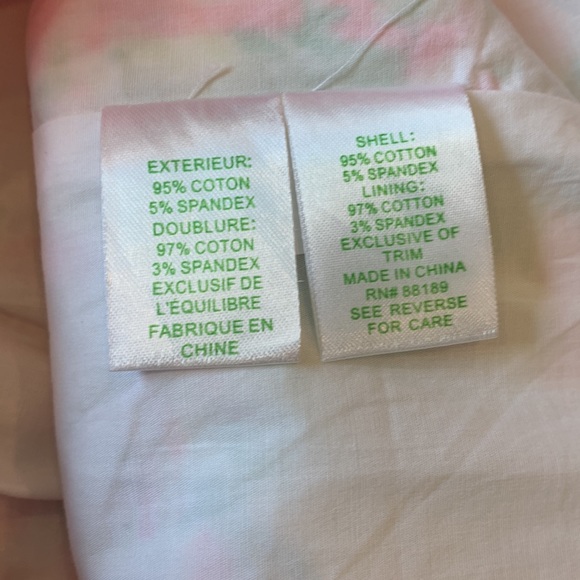 EXTERIEUR:
95% COTON
5% SPANDEX
DOUBLURE:
97% COTON
3% SPANDEX
EXCLUSIF DE
L'ÉQUILIBRE
FABRIQUE EN
CHINE
SHELL:
95% COTTON
5% SPANDEX
LINING:
97% COTTON
3% SPANDEX
EXCLUSIVE OF
TRIM
MADE IN CHINA
RN# 88189
SEE REVERSE
FOR CARE